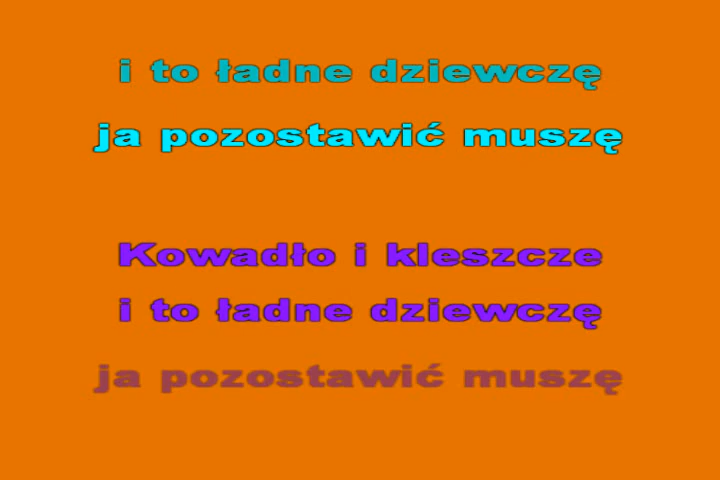 i to ładne dziewczę
ja pozostawić muszę
Kowadło i kleszcze
i to ładne dziewczę
ja pozostawić muszę